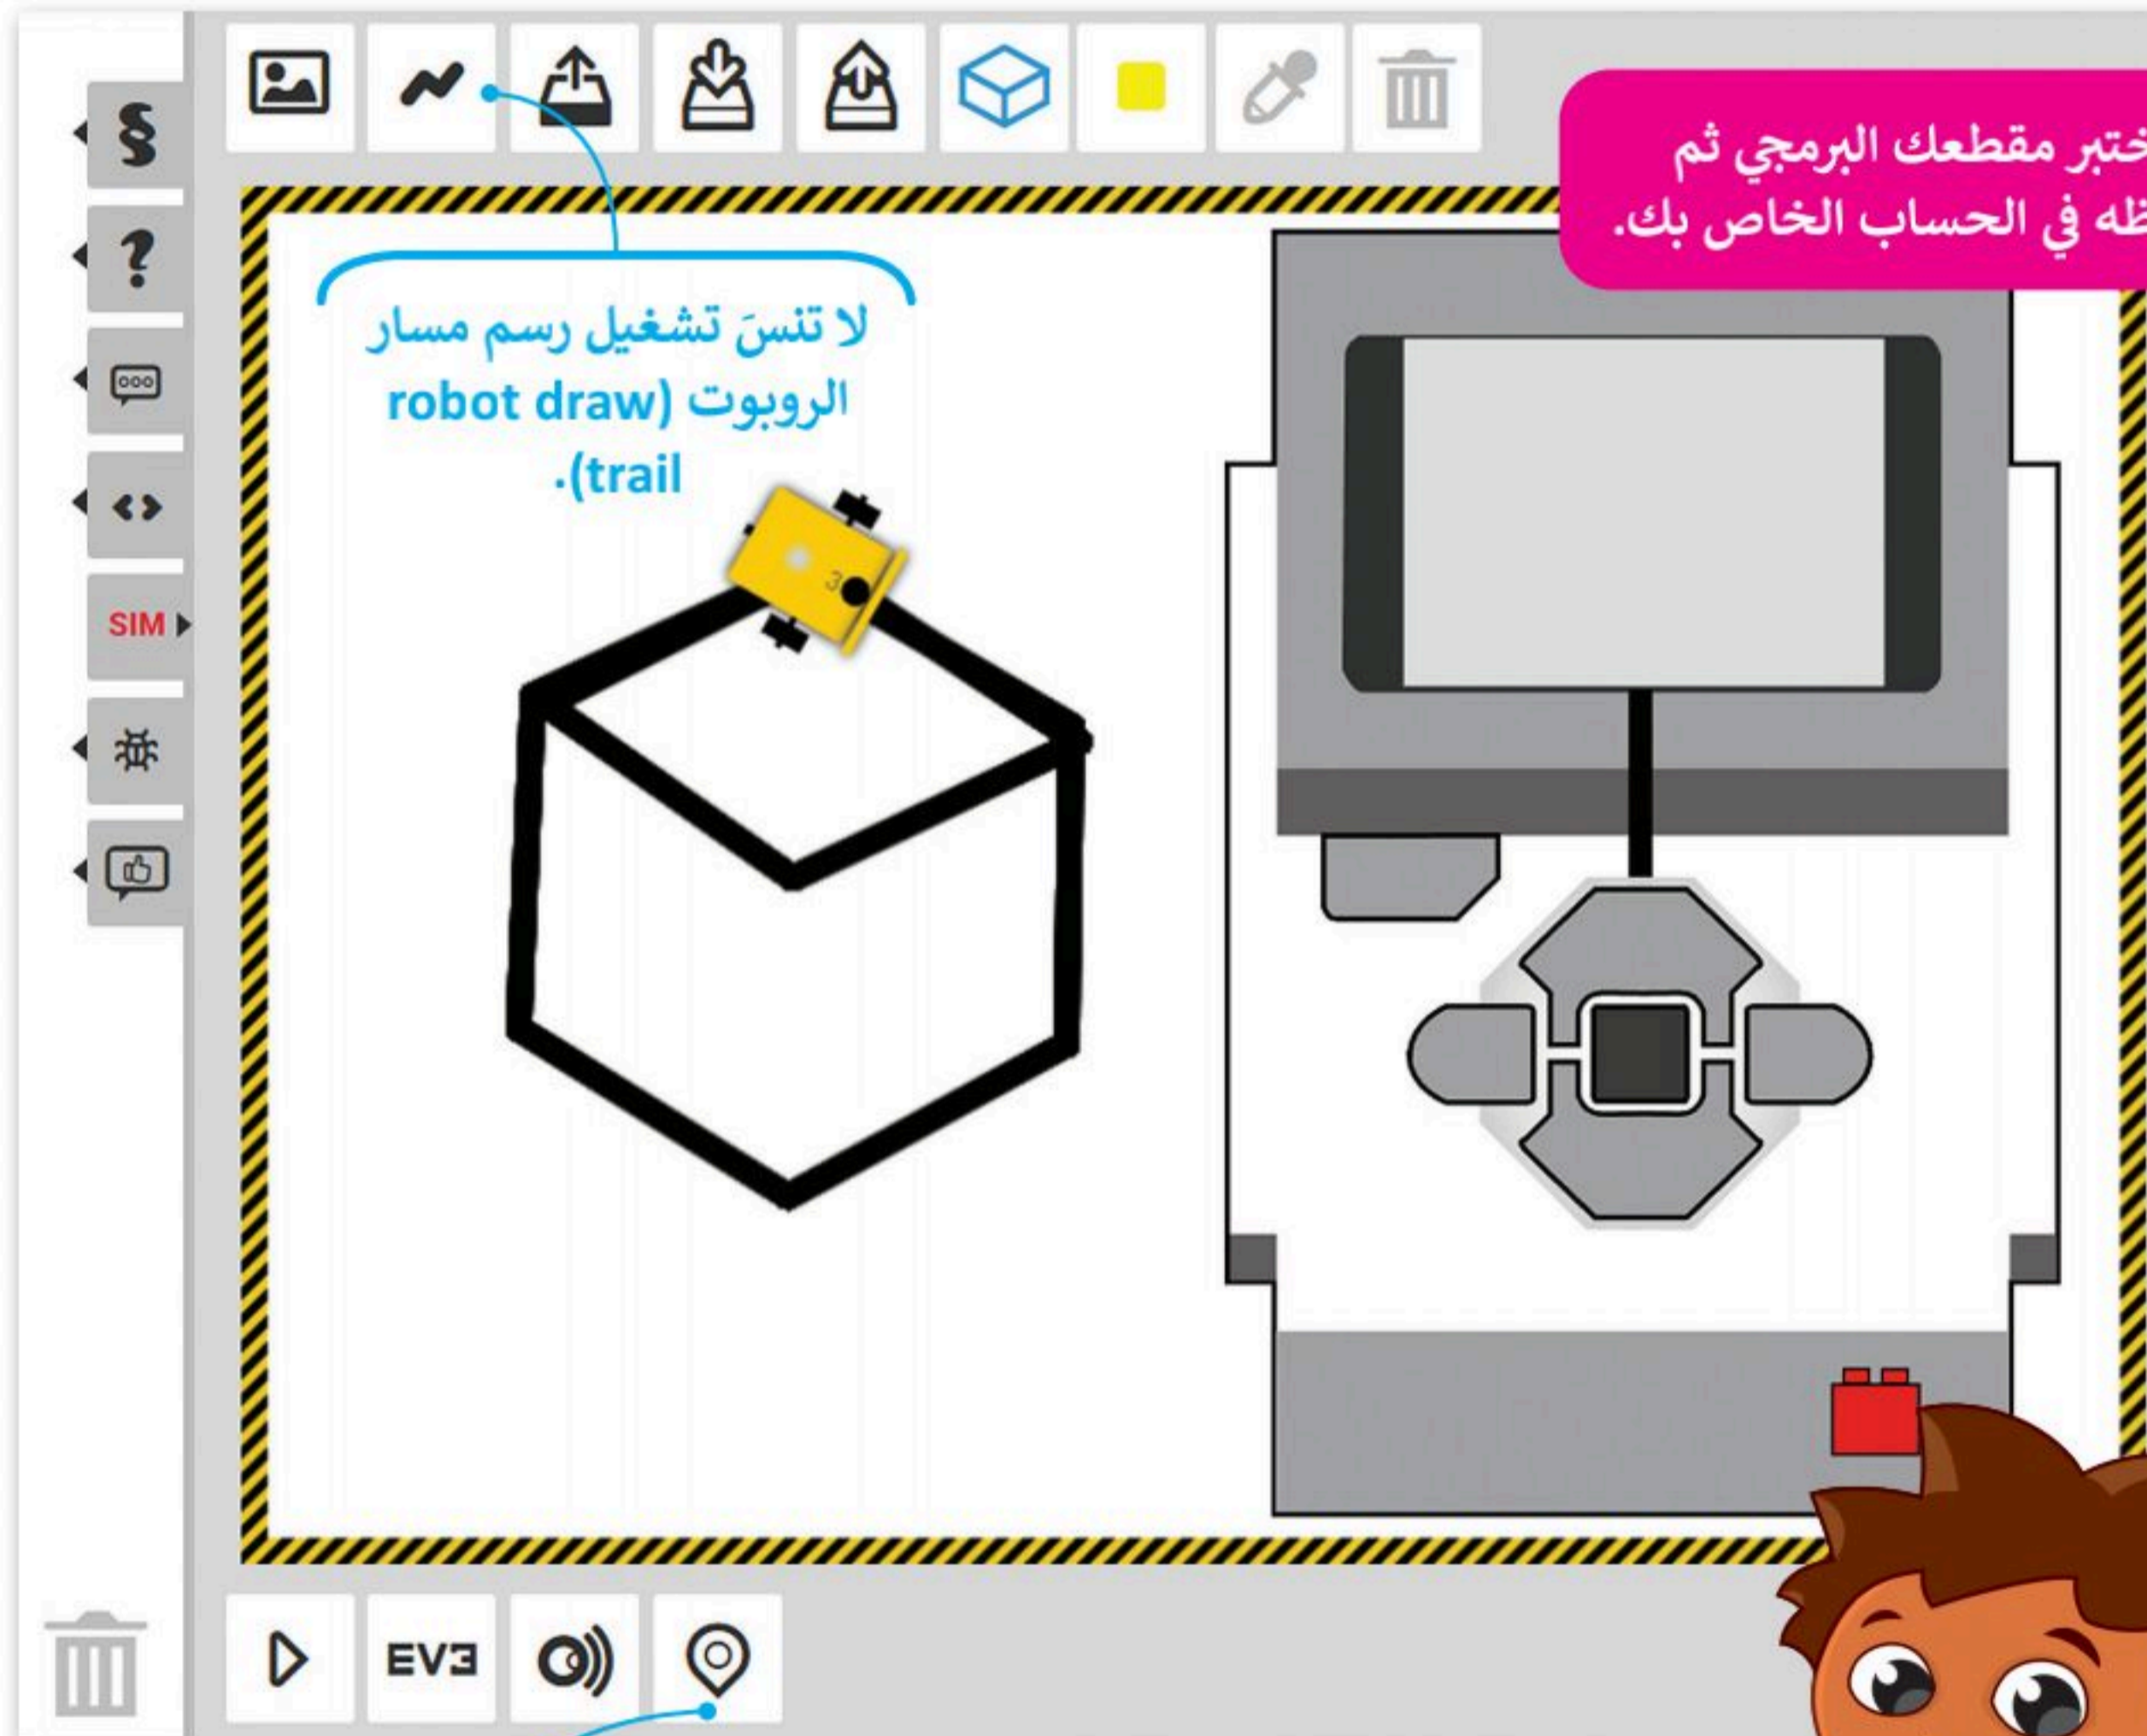 ختبر مقطعك البرمجي ثم
ظه في الحساب الخاص بك.
لا تنسَ تشغيل رسم مسار
الروبوت (robot draw
trail).
3
SIM
EV3